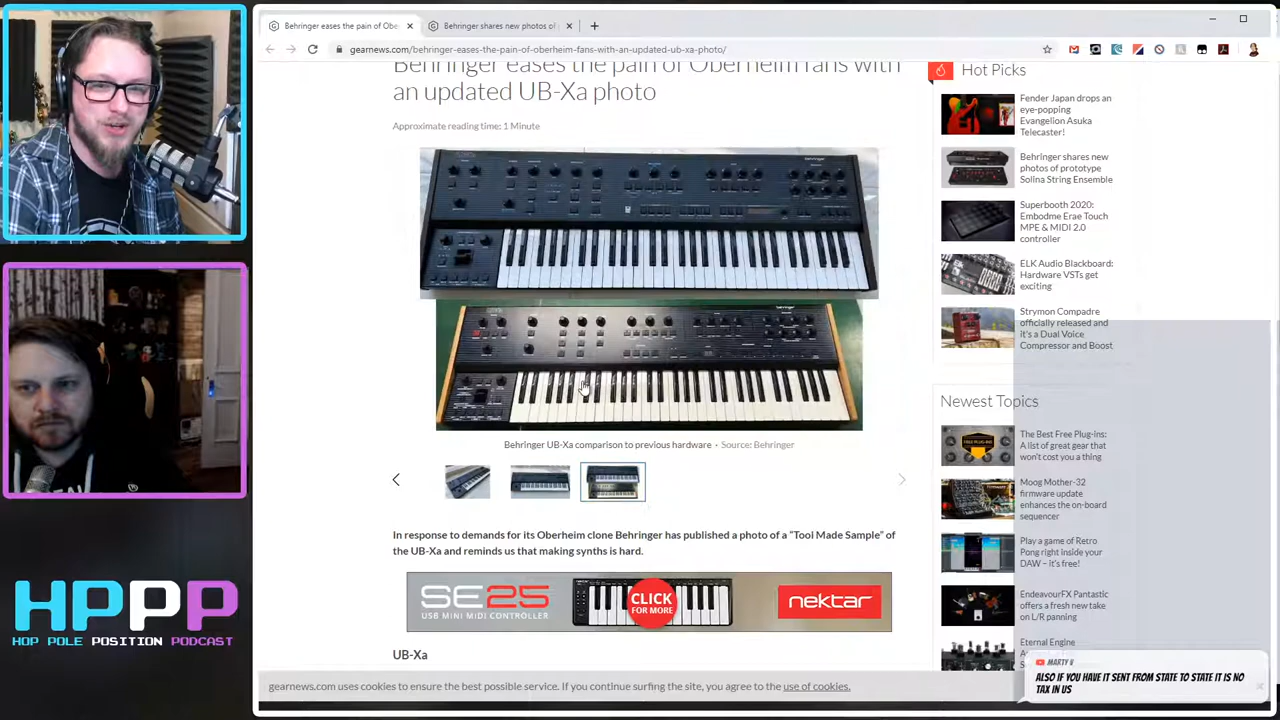 Behringer eases the pain of Obe
Behringer shares new photos of
gearnews.com/behringer-eases-the-pain-of-oberheim-fans-with-an-updated-ub-xa-photo/
Behringer eases the pain of Oberheim fans with
an updated UB-Xa photo
Approximate reading time: 1 Minute
Behringer UB-Xa comparison to previous hardware · Source: Behringer
In response to demands for its Oberheim clone Behringer has published a photo of a “Tool Made Sample” of
the UB-Xa and reminds us that making synths is hard.
SE25
USB MINI MIDI CONTROLLER
CLICK
FOR MORE
nektar
UB-Xa
gearnews.com uses cookies to ensure the best possible service. If you continue surfing the site, you agree to the use of cookies.
Hot Picks
Fender Japan drops an
eye-popping
Evangelion Asuka
Telecaster!
Behringer shares new
photos of prototype
Solina String Ensemble
Superbooth 2020:
Embodme Erae Touch
MPE & MIDI 2.0
controller
ELK Audio Blackboard:
Hardware VSTs get
exciting
Strymon Compadre
officially released and
it's a Dual Voice
Compressor and Boost
Newest Topics
The Best Free Plug-ins:
A list of great gear that
won't cost you a thing
Moog Mother-32
firmware update
enhances the on-board
sequencer
Play a game of Retro
Pong right inside your
DAW – it's free!
EndeavourFX Pantastic
offers a fresh new take
on L/R panning
Eternal Engine
MARTY V
ALSO IF YOU HAVE IT SENT FROM STATE TO STATE IT IS NO
TAX IN US
HPPP
HOP POLE POSITION PODCAST